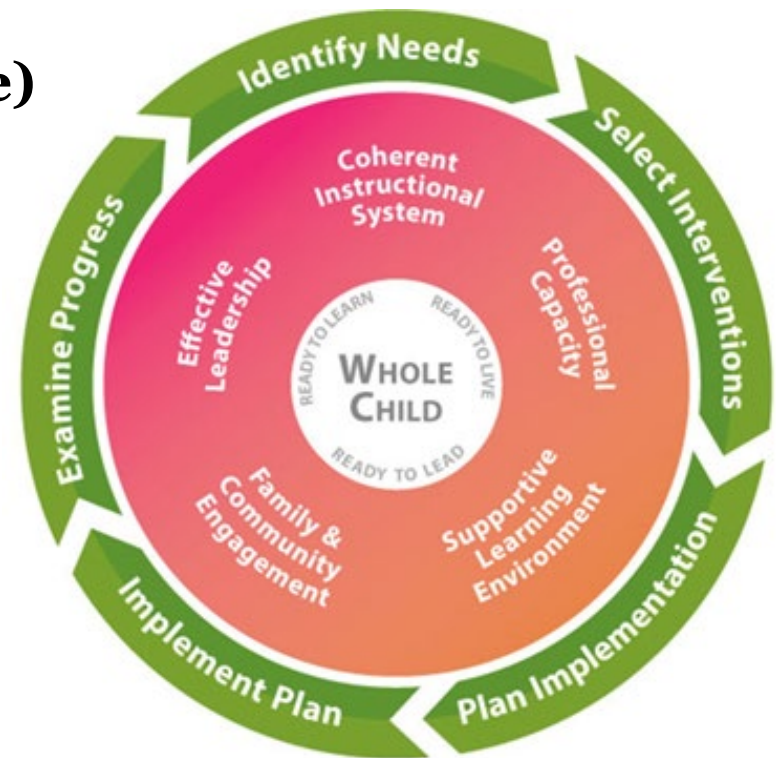 e)
Identify Needs
Select Interventions
Plan Implementation
Implement Plan
Examine Progress
Coherent
Instructional
System
Professional
Capacity
Supportive
Learning
Environment
Family &
Community
Engagement
Effective
Leadership
READY TO LEARN
READY TO LIVE
READY TO LEAD
WHOLE
CHILD